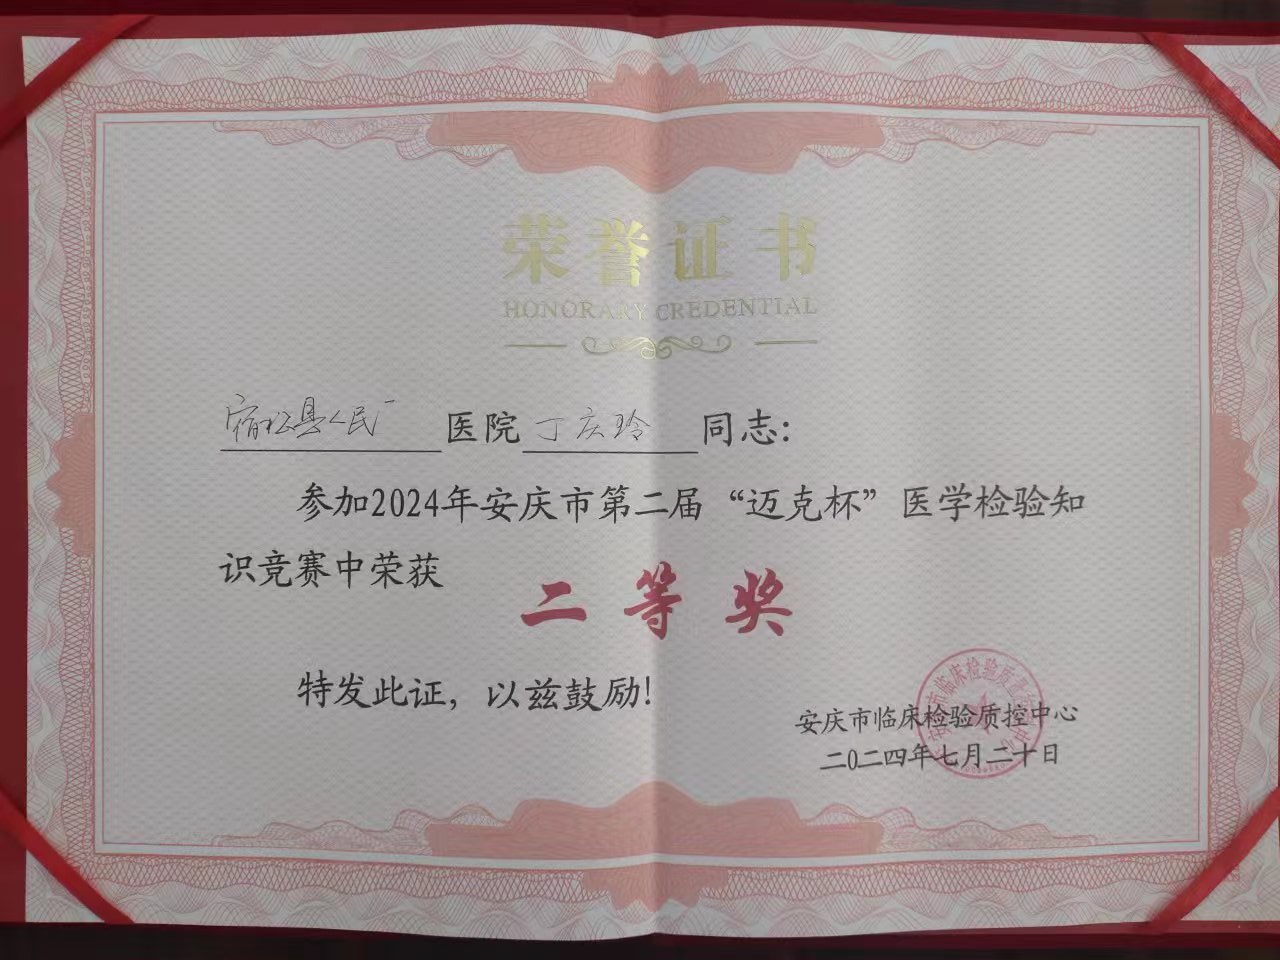 荣誉证书
HONORARY CREDENTIAL
宿松县人民 医院 丁庆玲 同志:
参加2024年安庆市第二届“迈克杯”医学检验知
识竞赛中荣获
二等奖
特发此证，以兹鼓励!
安庆市临床检验质控中心
二0二四年七月二十日